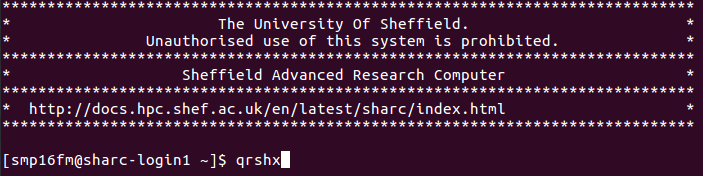 ***************************************************************************
* The University Of Sheffield. *
* Unauthorised use of this system is prohibited. *
***************************************************************************
* Sheffield Advanced Research Computer *
***************************************************************************
* http://docs.hpc.shef.ac.uk/en/latest/sharc/index.html *
***************************************************************************
[smp16fm@sharc-login1 ~]$ qrshx